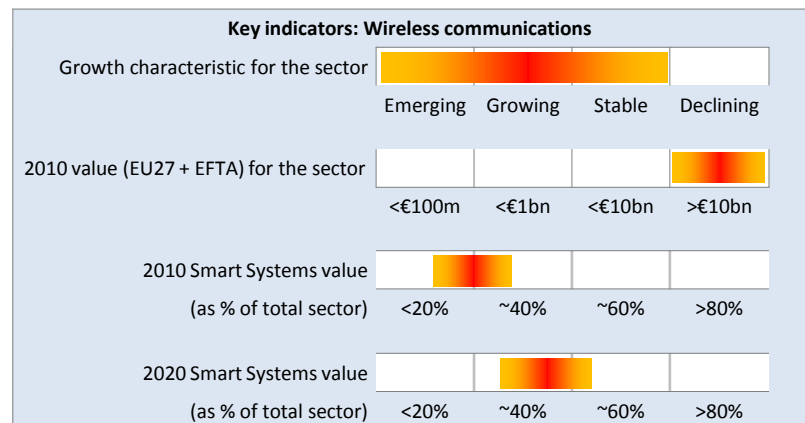 Key indicators: Wireless communications
Growth characteristic for the sector
Emerging Growing Stable Declining
2010 value (EU27 + EFTA) for the sector
<€100m <€1bn <€10bn >€10bn
2010 Smart Systems value
(as % of total sector) <20% ~40% ~60% >80%
2020 Smart Systems value
(as % of total sector) <20% ~40% ~60% >80%